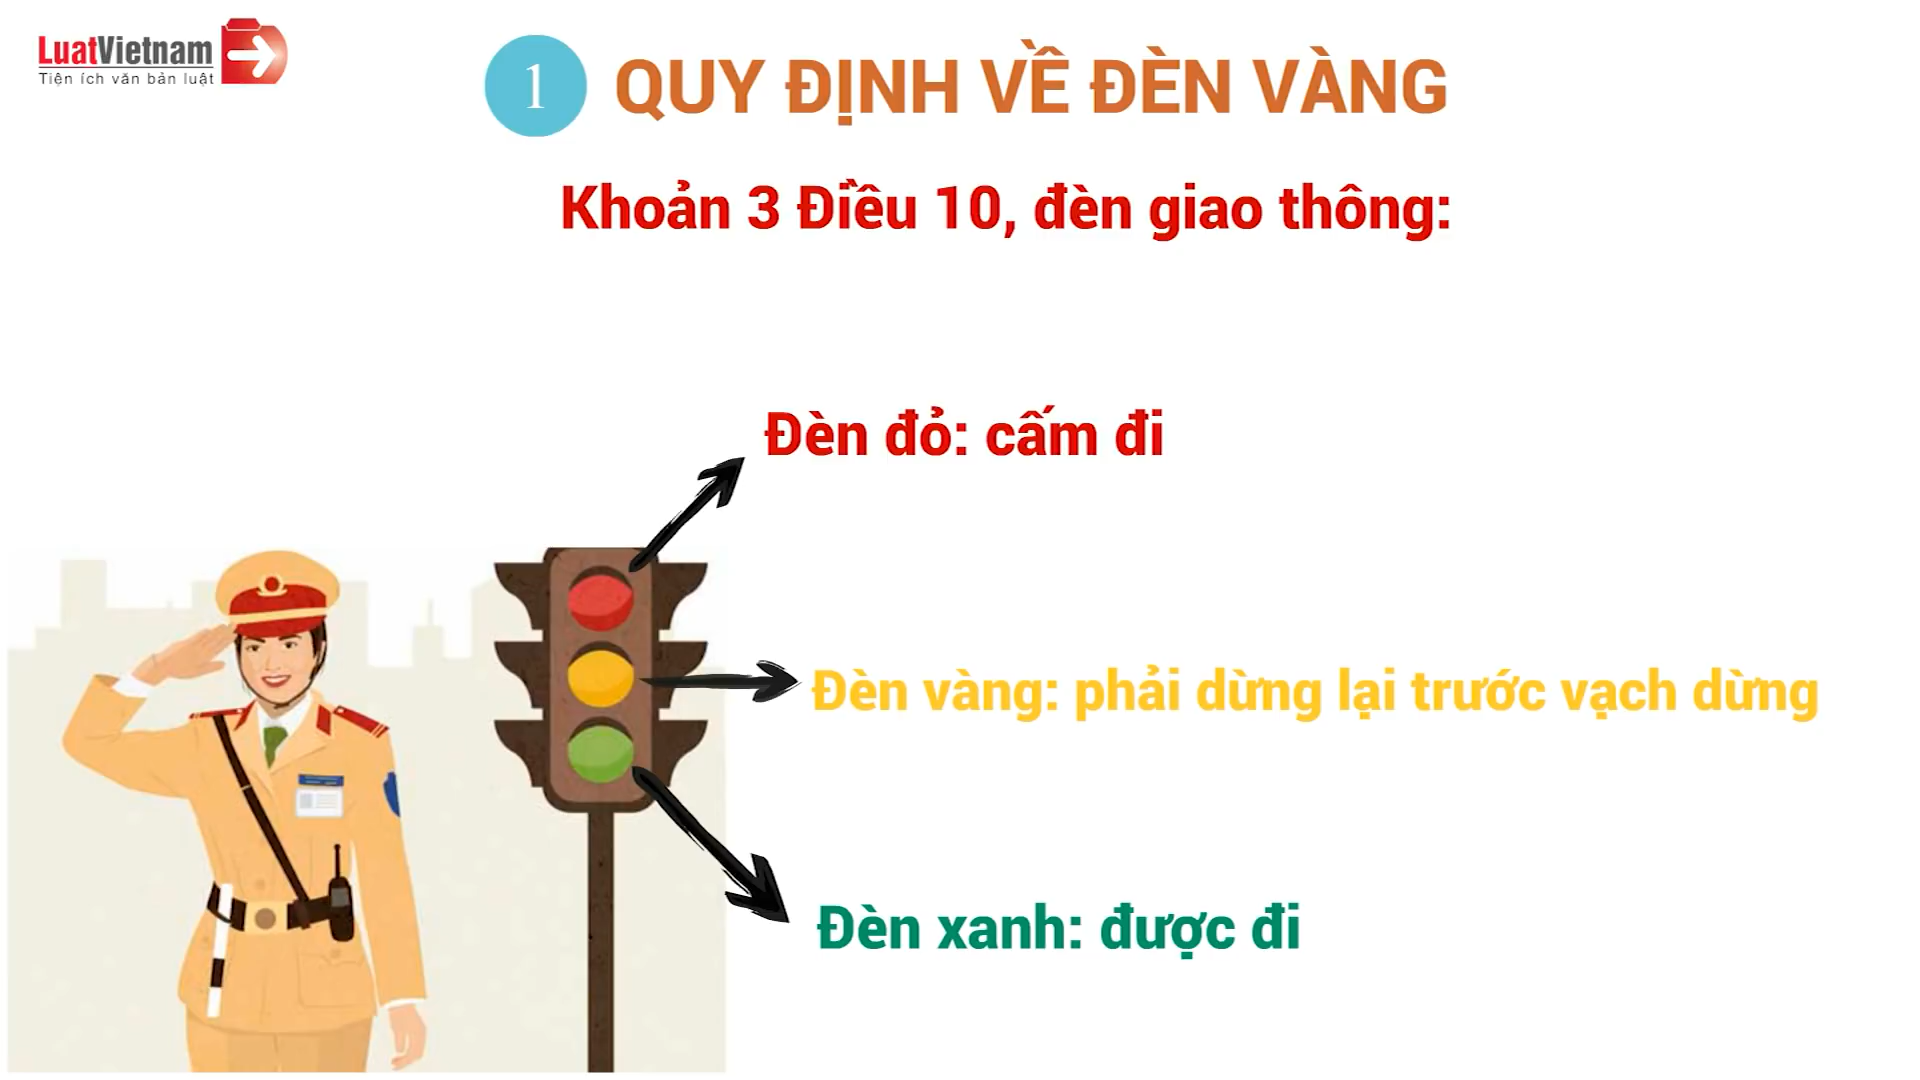 LuatVietnam
Tiện ích văn bản luật
1 QUY ĐỊNH VỀ ĐÈN VÀNG
Khoản 3 Điều 10, đèn giao thông:
Đèn đỏ: cấm đi
Đèn vàng: phải dừng lại trước vạch dừng
Đèn xanh: được đi